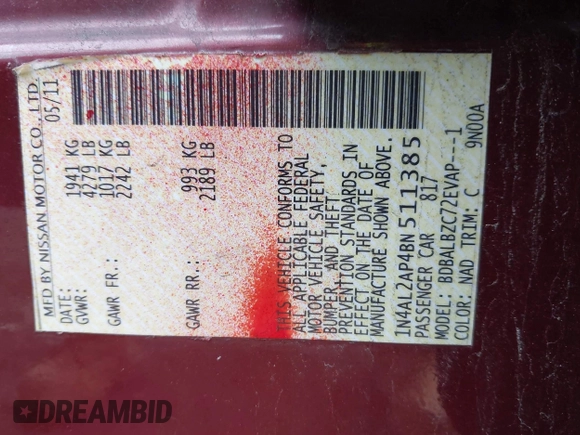 MFD BY NISSAN MOTOR CO., LTD.
DATE: 05/11
GVWR: 1941 KG
4279 LB
GAWR FR.: 1017 KG
2242 LB
GAWR RR.: 993 KG
2189 LB
THIS VEHICLE CONFORMS TO
ALL APPLICABLE FEDERAL
MOTOR VEHICLE SAFETY,
BUMPER, AND THEFT
PREVENTION STANDARDS IN
EFFECT ON THE DATE OF
MANUFACTURE SHOWN ABOVE.
1N4AL2AP4BN511385
PASSENGER CAR 817
MODEL: BDBALBZC72EVAP---1
COLOR: NAD TRIM: C 9N00A
DREAMBID